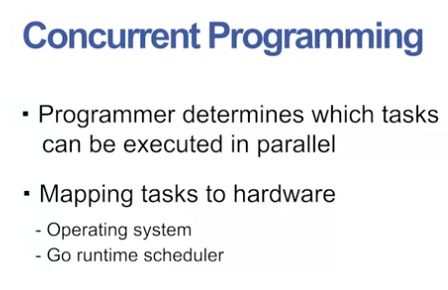 Concurrent Programming
▪ Programmer determines which tasks
can be executed in parallel
▪ Mapping tasks to hardware
- Operating system
- Go runtime scheduler